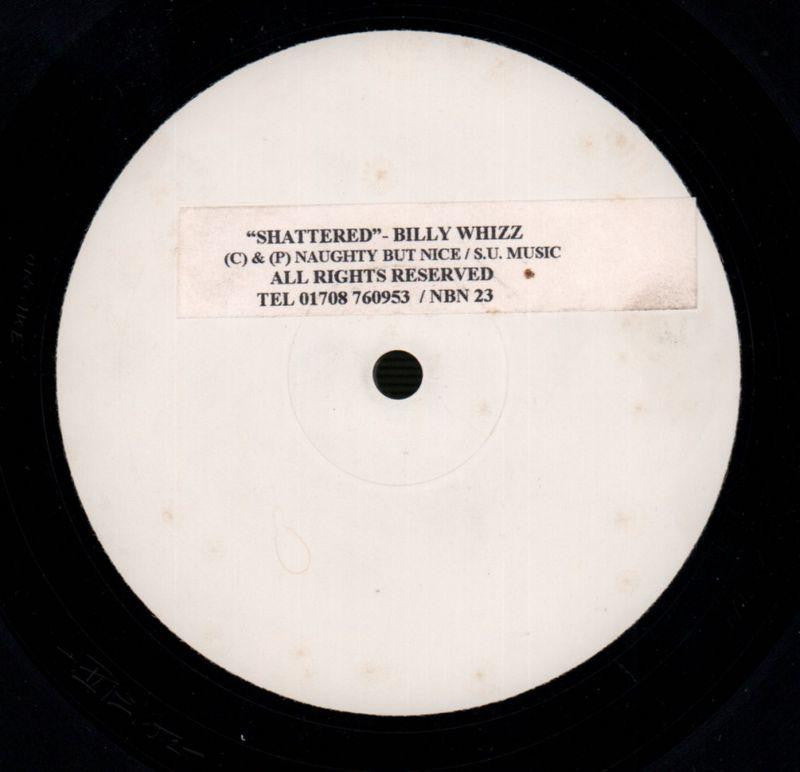 “SHATTERED”- BILLY WHIZZ
(C) & (P) NAUGHTY BUT NICE / S.U. MUSIC
ALL RIGHTS RESERVED
TEL 01708 760953 / NBN 23